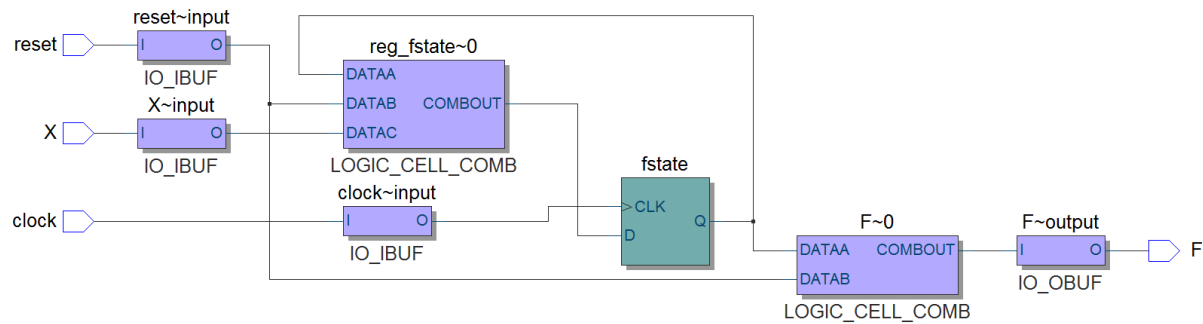 reset
reset~input
I
O
IO_IBUF
X
X~input
I
O
IO_IBUF
reg_fstate~0
DATAA
DATAB
COMBOUT
DATAC
LOGIC_CELL_COMB
clock
clock~input
I
O
IO_IBUF
fstate
CLK
Q
D
F~0
DATAA
COMBOUT
DATAB
LOGIC_CELL_COMB
F~output
I
O
IO_OBUF
F